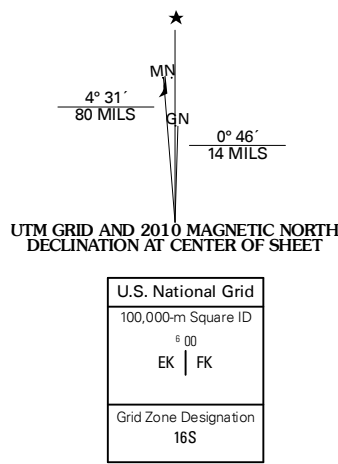 ★
MN
4° 31´
80 MILS
GN
0° 46´
14 MILS
UTM GRID AND 2010 MAGNETIC NORTH
DECLINATION AT CENTER OF SHEET
U.S. National Grid
100,000-m Square ID
6 00
EK | FK
Grid Zone Designation
16S